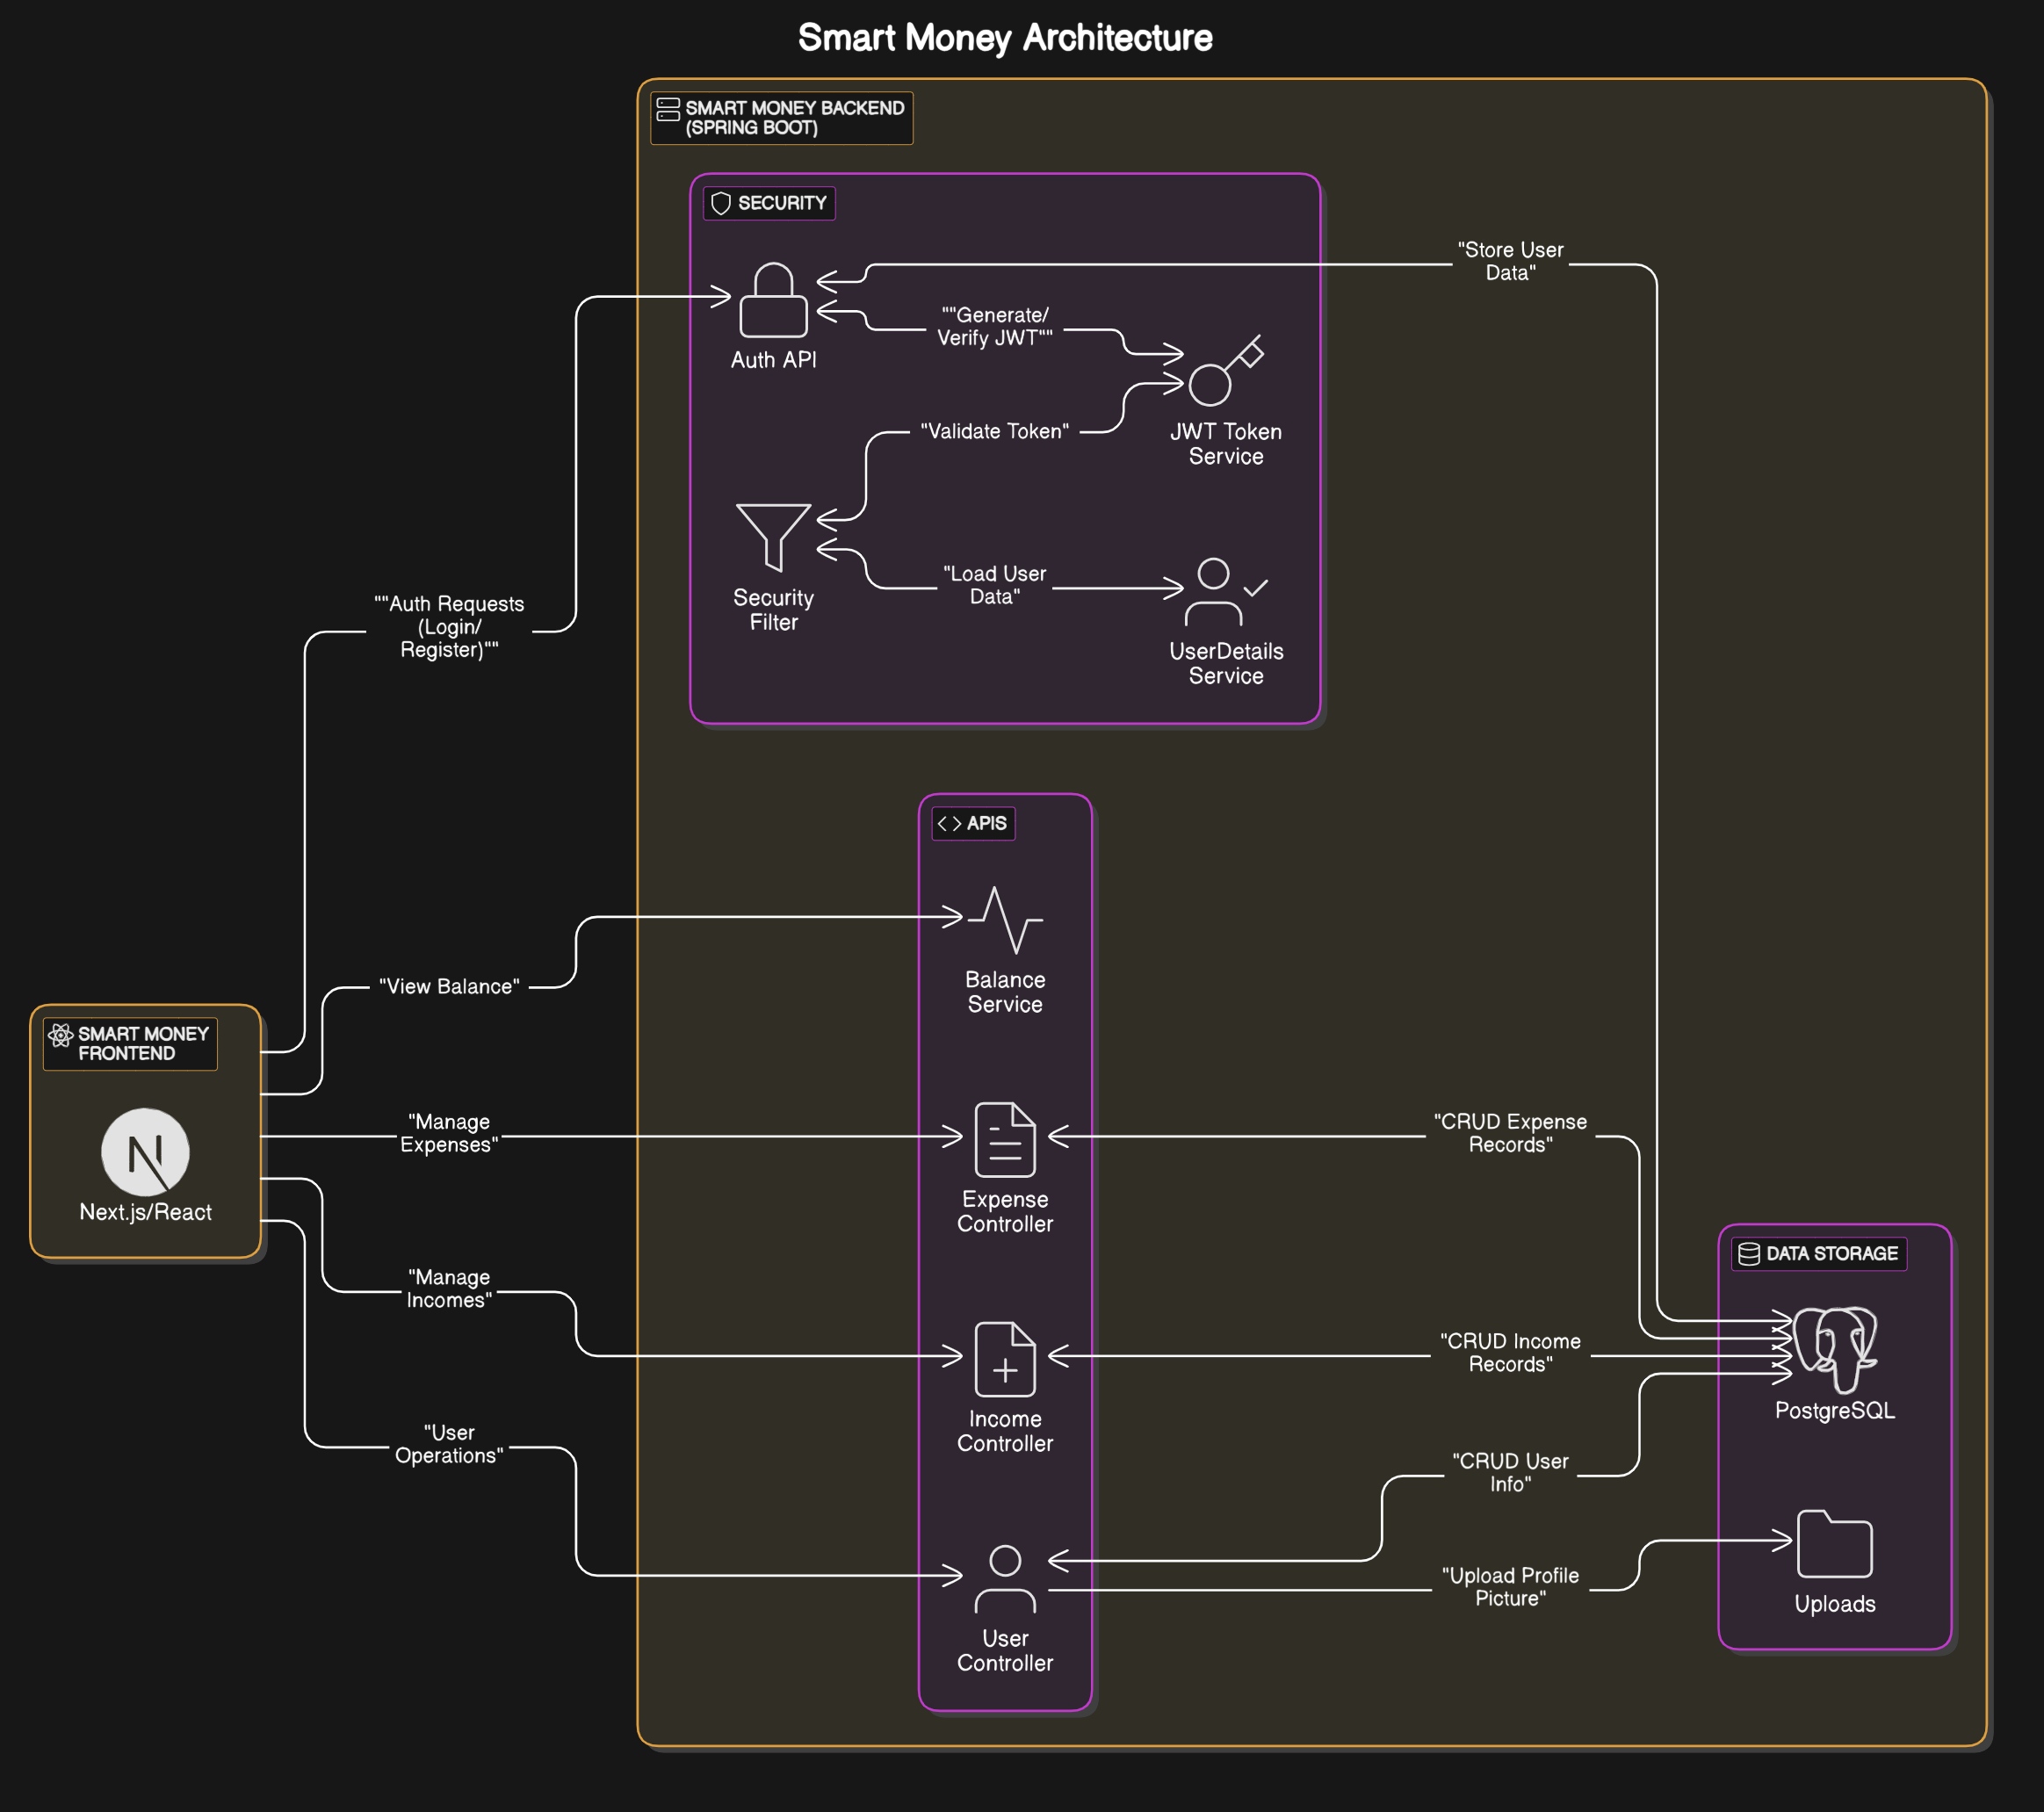 Smart Money Architecture
SMART MONEY BACKEND
(SPRING BOOT)
SECURITY
"Store User
Data"
Auth API
""Generate/
Verify JWT""
JWT Token
Service
"Validate Token"
Security
Filter
"Load User
Data"
UserDetails
Service
""Auth Requests
(Login/
Register)""
APIS
Balance
Service
"View Balance"
SMART MONEY
FRONTEND
Next.js/React
"Manage
Expenses"
Expense
Controller
"CRUD Expense
Records"
"Manage
Incomes"
Income
Controller
"CRUD Income
Records"
DATA STORAGE
PostgreSQL
"User
Operations"
"CRUD User
Info"
User
Controller
"Upload Profile
Picture"
Uploads